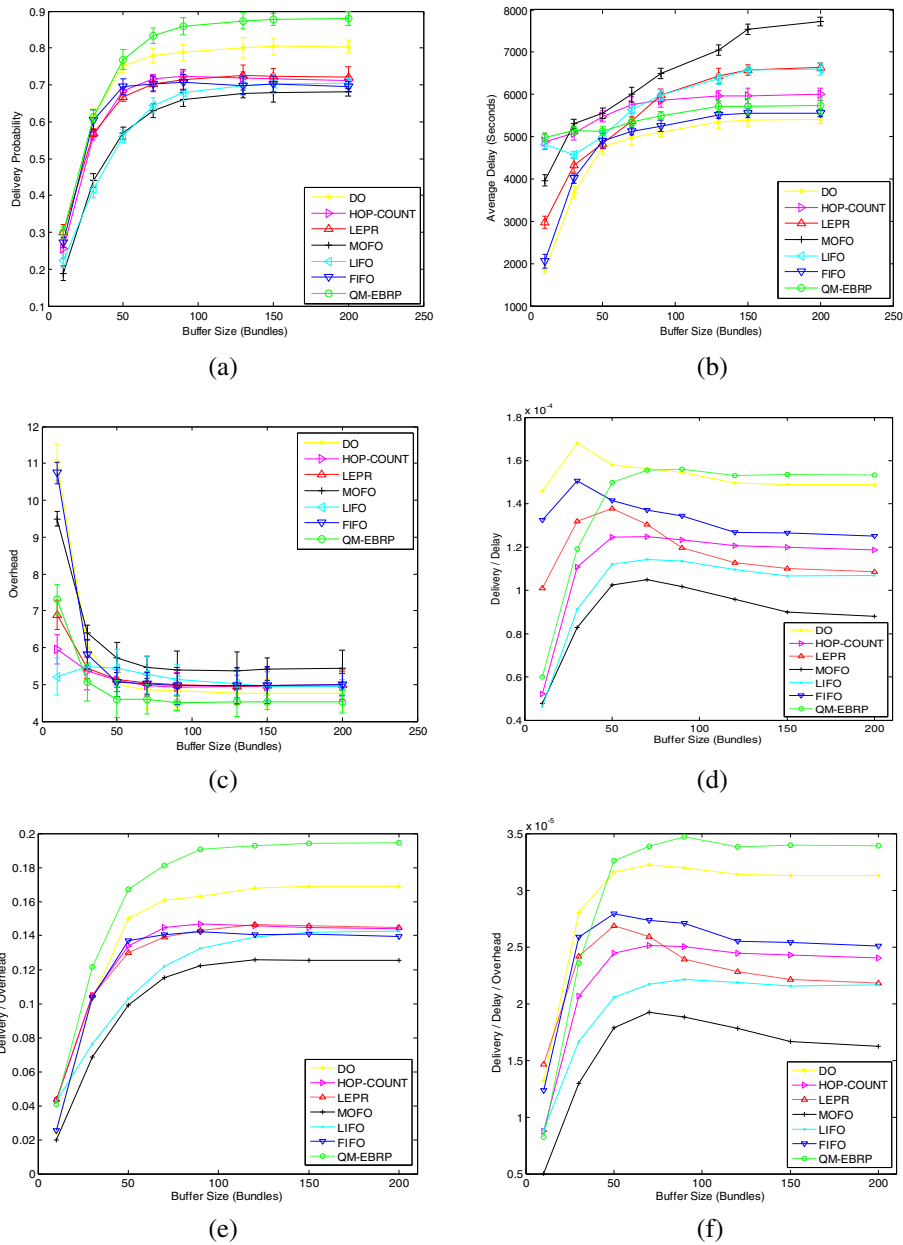 0.9
0.8
0.7
0.6
0.5
0.4
0.3
0.2
0.1
Delivery Probability
0 50 100 150 200 250
Buffer Size (Bundles)
DO
HOP-COUNT
LEPR
MOFO
LIFO
FIFO
QM-EBRP
(a)
8000
7000
6000
5000
4000
3000
2000
1000
Average Delay (Seconds)
0 50 100 150 200 250
Buffer Size (Bundles)
DO
HOP-COUNT
LEPR
MOFO
LIFO
FIFO
QM-EBRP
(b)
12
11
10
9
8
7
6
5
4
Overhead
0 50 100 150 200 250
Buffer Size (Bundles)
DO
HOP-COUNT
LEPR
MOFO
LIFO
FIFO
QM-EBRP
(c)
x 10⁻⁴
1.8
1.6
1.4
1.2
1
0.8
0.6
0.4
Delivery / Delay
0 50 100 150 200
Buffer Size (Bundles)
DO
HOP-COUNT
LEPR
MOFO
LIFO
FIFO
QM-EBRP
(d)
0.2
0.18
0.16
0.14
0.12
0.1
0.08
0.06
0.04
0.02
0
Delivery / Overhead
0 50 100 150 200
Buffer Size (Bundles)
DO
HOP-COUNT
LEPR
MOFO
LIFO
FIFO
QM-EBRP
(e)
x 10⁻⁵
3.5
3
2.5
2
1.5
1
0.5
Delivery / Delay / Overhead
0 50 100 150 200
Buffer Size (Bundles)
DO
HOP-COUNT
LEPR
MOFO
LIFO
FIFO
QM-EBRP
(f)